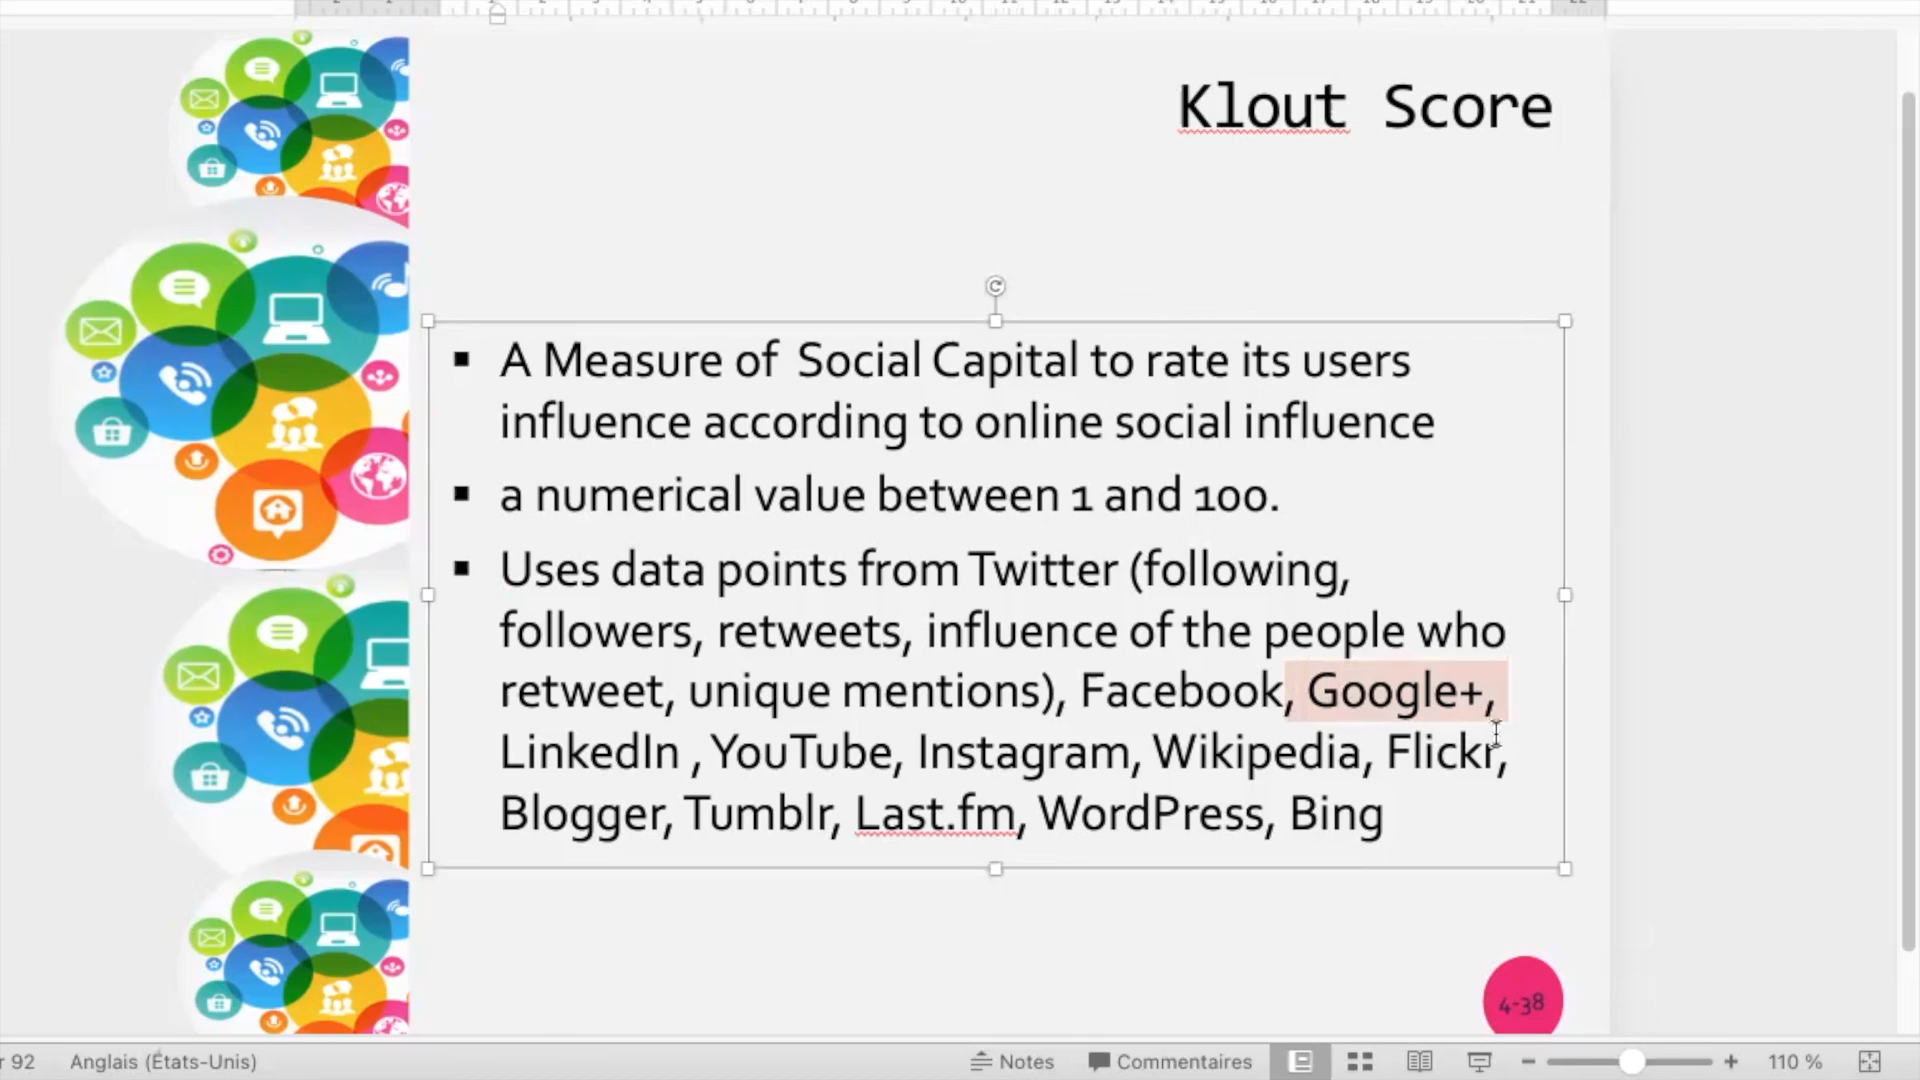 Klout Score
A Measure of Social Capital to rate its users
influence according to online social influence
a numerical value between 1 and 100.
Uses data points from Twitter (following,
followers, retweets, influence of the people who
retweet, unique mentions), Facebook, Google+,
LinkedIn , YouTube, Instagram, Wikipedia, Flickr,
Blogger, Tumblr, Last.fm, WordPress, Bing
4-38
92 Anglais (États-Unis) Notes Commentaires 110 %